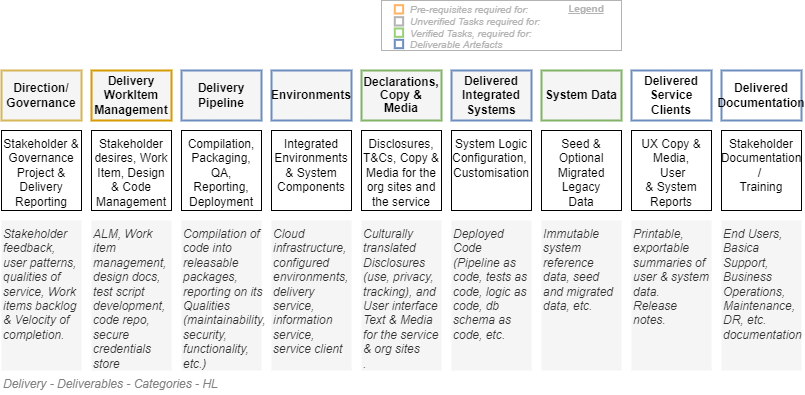 Legend
Pre-requisites required for:
Unverified Tasks required for:
Verified Tasks, required for:
Deliverable Artefacts
Direction/
Governance
Delivery
WorkItem
Management
Delivery
Pipeline
Environments
Declarations,
Copy &
Media
Delivered
Integrated
Systems
System Data
Delivered
Service
Clients
Delivered
Documentation
Stakeholder &
Governance
Project &
Delivery
Reporting
Stakeholder
desires, Work
Item, Design
& Code
Management
Compilation,
Packaging,
QA,
Reporting,
Deployment
Integrated
Environments
& System
Components
Disclosures,
T&Cs, Copy &
Media for the
org sites and
the service
System Logic
Configuration,
Customisation
Seed &
Optional
Migrated
Legacy
Data
UX Copy &
Media,
User
& System
Reports
Stakeholder
Documentation
/
Training
Stakeholder
feedback,
user patterns,
qualities of
service, Work
items backlog
& Velocity of
completion.
ALM, Work
item
management,
design docs,
test script
development,
code repo,
secure
credentials
store
Compilation of
code into
releasable
packages,
reporting on its
Qualities
(maintainability,
security,
functionality,
etc.)
Cloud
infrastructure,
configured
environments,
delivery
service,
information
service,
service client
Culturally
translated
Disclosures
(use, privacy,
tracking), and
User interface
Text & Media
for the service
& org sites
.
Deployed
Code
(Pipeline as
code, tests as
code, logic as
code, db
schema as
code, etc.
Immutable
system
reference
data, seed
and migrated
data, etc.
Printable,
exportable
summaries of
user & system
data.
Release
notes.
End Users,
Basica
Support,
Business
Operations,
Maintenance,
DR, etc.
documentation
Delivery - Deliverables - Categories - HL